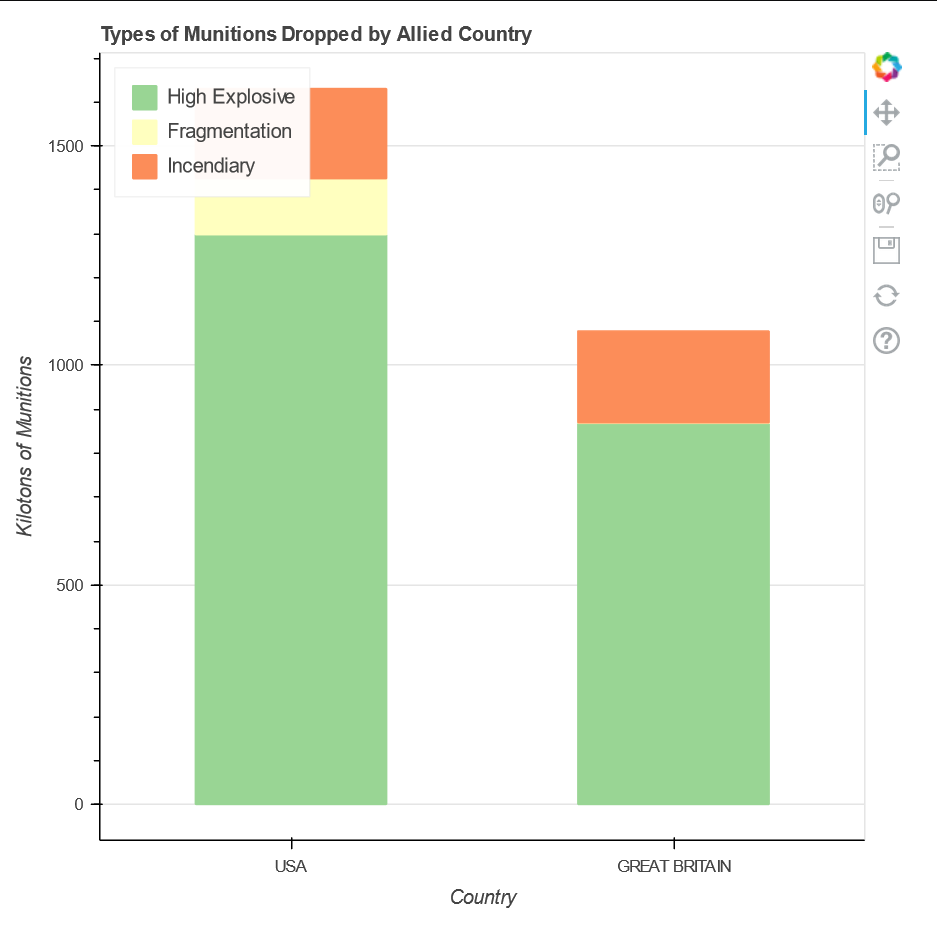 Types of Munitions Dropped by Allied Country
High Explosive
Fragmentation
Incendiary
1500
1000
500
0
Kilotons of Munitions
USA
GREAT BRITAIN
Country